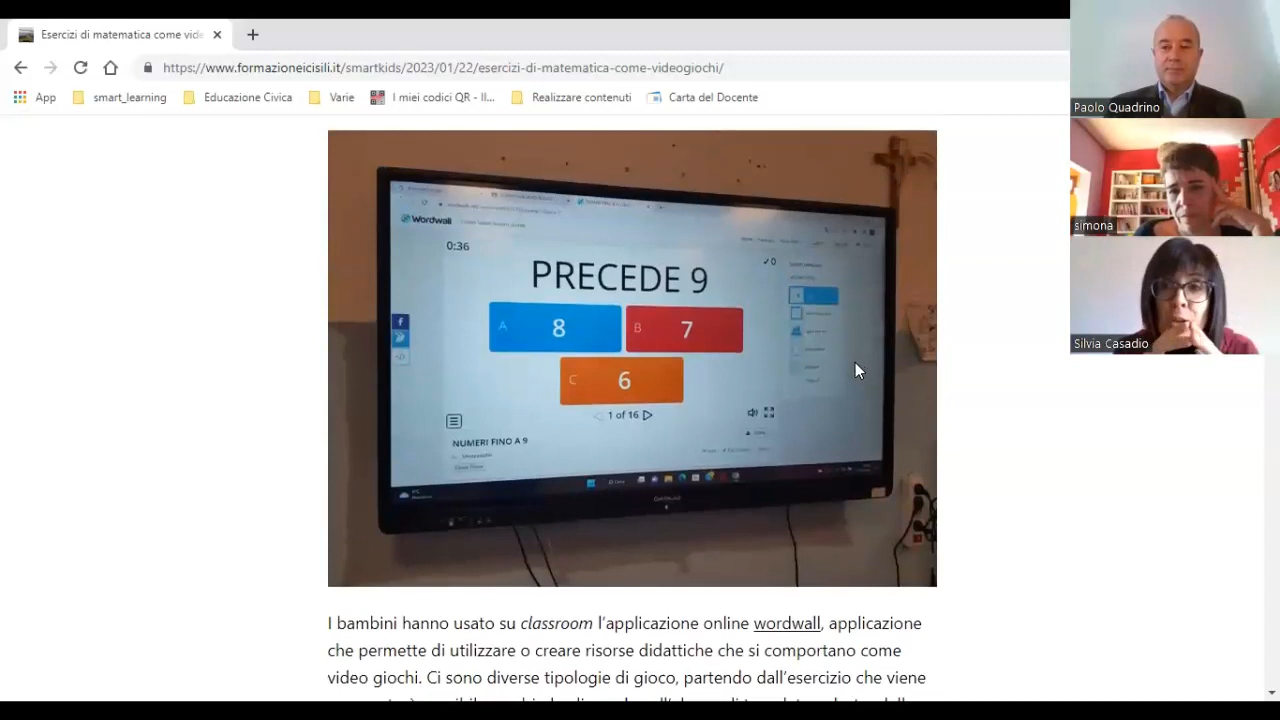 Esercizi di matematica come vide
https://www.formazioneicisili.it/smartkids/2023/01/22/esercizi-di-matematica-come-videogiochi/
App smart_learning Educazione Civica Varie I miei codici QR - Il... Realizzare contenuti Carta del Docente
Paolo Quadrino
simona
Silvia Casadio
Wordwall
0:36
✓ 0
PRECEDE 9
A 8
B 7
C 6
1 of 16
NUMERI FINO A 9
I bambini hanno usato su classroom l'applicazione online wordwall, applicazione
che permette di utilizzare o creare risorse didattiche che si comportano come
video giochi. Ci sono diverse tipologie di gioco, partendo dall'esercizio che viene